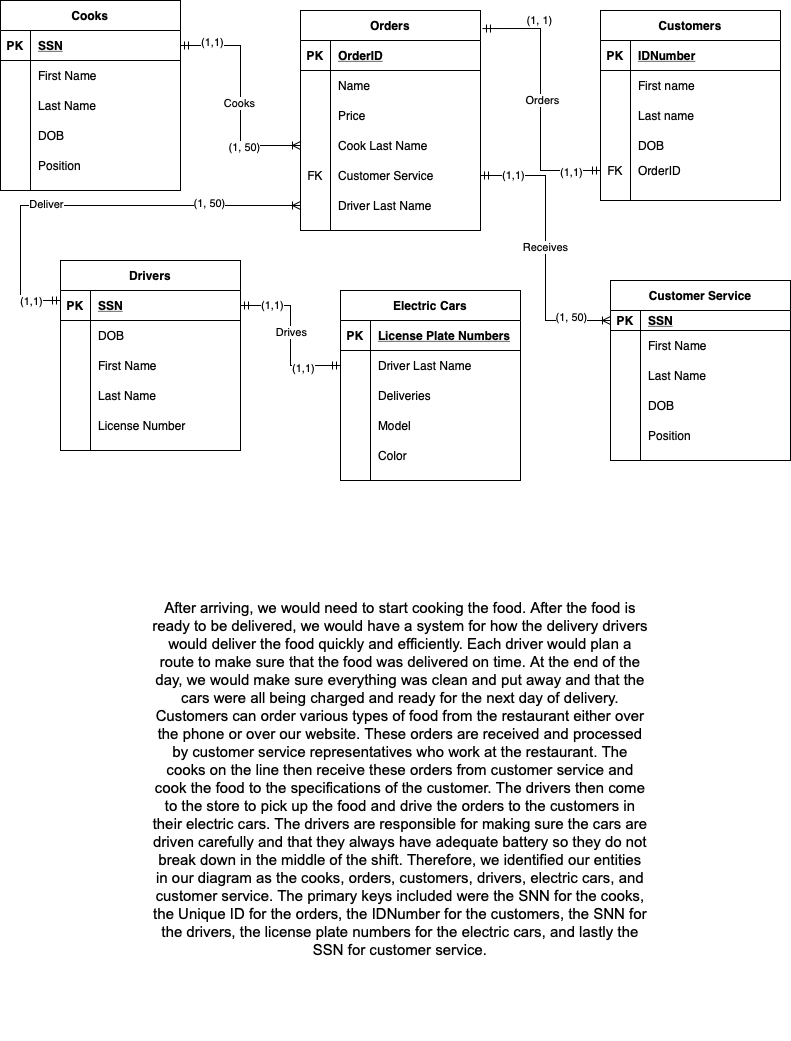 Cooks
PK SSN
First Name
Last Name
DOB
Position
(1,1)
Cooks
(1, 50)
Orders
PK OrderID
Name
Price
Cook Last Name
FK Customer Service
Driver Last Name
(1, 1)
Orders
(1,1)
Customers
PK IDNumber
First name
Last name
DOB
FK OrderID
Deliver
(1, 50)
(1,1)
(1,1)
Receives
(1, 50)
Drivers
PK SSN
DOB
First Name
Last Name
License Number
(1,1)
Drives
(1,1)
Electric Cars
PK License Plate Numbers
Driver Last Name
Deliveries
Model
Color
Customer Service
PK SSN
First Name
Last Name
DOB
Position
After arriving, we would need to start cooking the food. After the food is
ready to be delivered, we would have a system for how the delivery drivers
would deliver the food quickly and efficiently. Each driver would plan a
route to make sure that the food was delivered on time. At the end of the
day, we would make sure everything was clean and put away and that the
cars were all being charged and ready for the next day of delivery.
Customers can order various types of food from the restaurant either over
the phone or over our website. These orders are received and processed
by customer service representatives who work at the restaurant. The
cooks on the line then receive these orders from customer service and
cook the food to the specifications of the customer. The drivers then come
to the store to pick up the food and drive the orders to the customers in
their electric cars. The drivers are responsible for making sure the cars are
driven carefully and that they always have adequate battery so they do not
break down in the middle of the shift. Therefore, we identified our entities
in our diagram as the cooks, orders, customers, drivers, electric cars, and
customer service. The primary keys included were the SNN for the cooks,
the Unique ID for the orders, the IDNumber for the customers, the SNN for
the drivers, the license plate numbers for the electric cars, and lastly the
SSN for customer service.